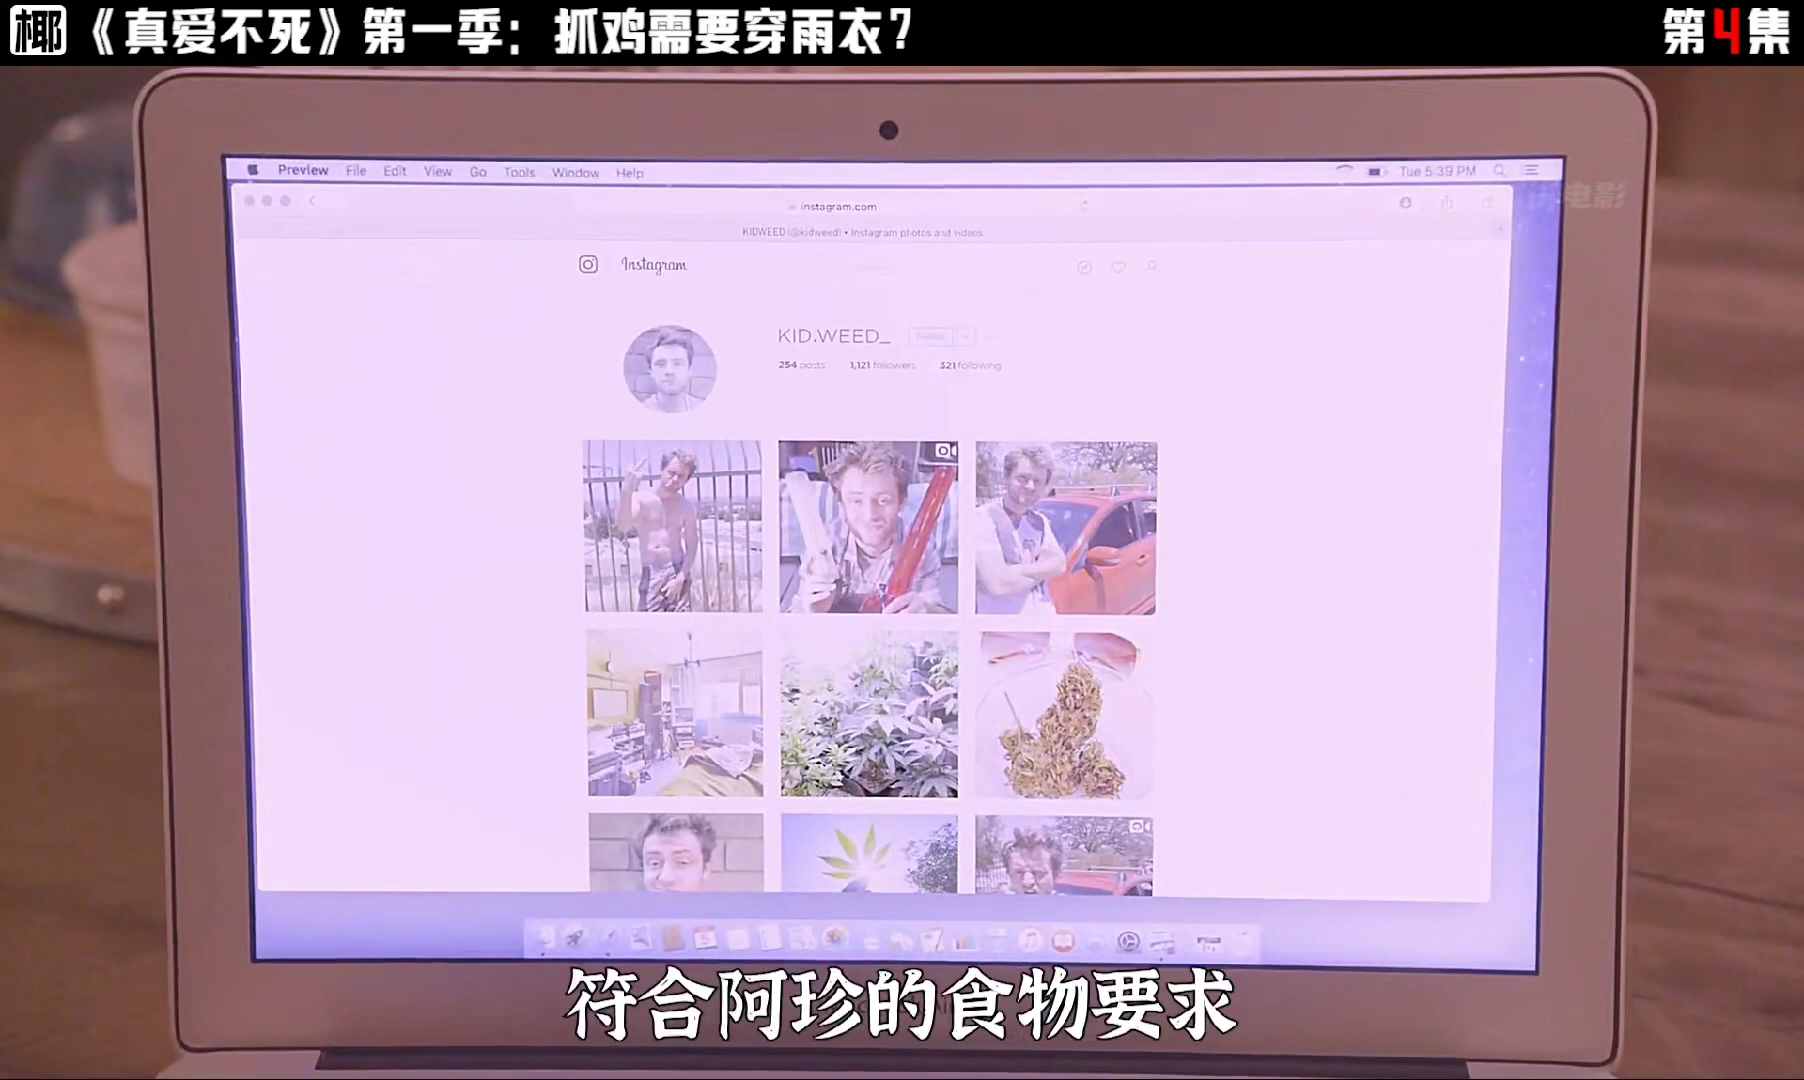 椰 《真爱不死》第一季：抓鸡需要穿雨衣？
第4集
Preview File Edit View Go Tools Window Help
Tue 5:39 PM
instagram.com
KIDWEED (@kidweed) • Instagram photos and videos
Instagram
KID.WEED_
254 posts 1,121 followers 321 following
电影
符合阿珍的食物要求